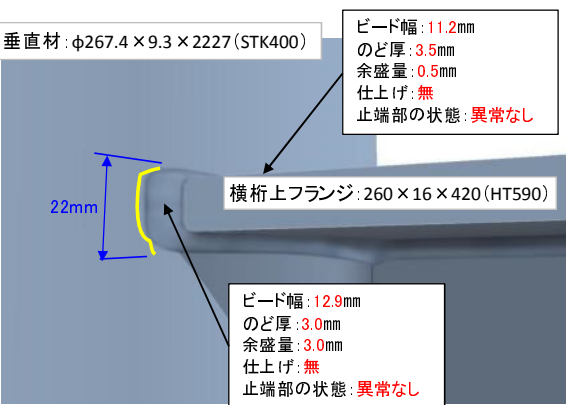 垂直材:φ267.4×9.3×2227(STK400)
ビード幅:11.2㎜
のど厚:3.5㎜
余盛量:0.5㎜
仕上げ:無
止端部の状態:異常なし
横桁上フランジ:260×16×420(HT590)
22mm
ビード幅:12.9㎜
のど厚:3.0㎜
余盛量:3.0㎜
仕上げ:無
止端部の状態:異常なし